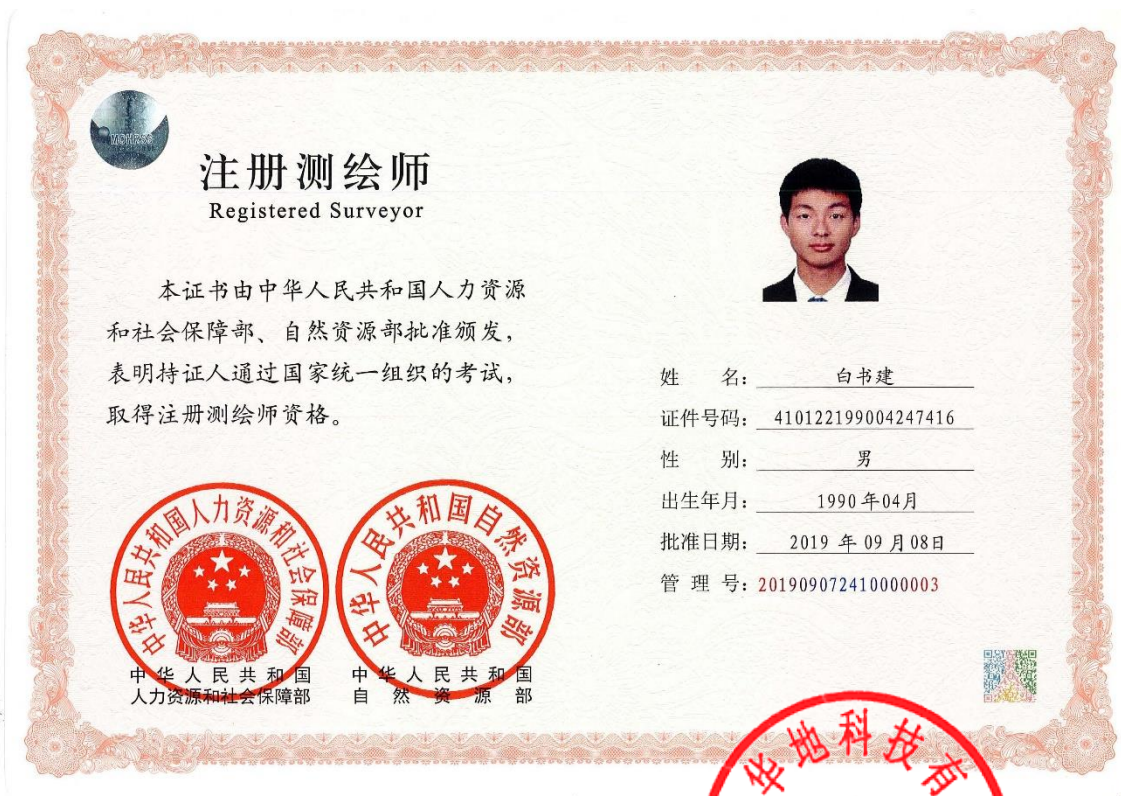 MOHRSS
注册测绘师
Registered Surveyor
本证书由中华人民共和国人力资源
和社会保障部、自然资源部批准颁发，
表明持证人通过国家统一组织的考试，
取得注册测绘师资格。
中华人民共和国人力资源和社会保障部
中华人民共和国自然资源部
中华人民共和国
人力资源和社会保障部
中华人民共和国
自然资源部
姓名：白书建
证件号码：410122199004247416
性别：男
出生年月：1990年04月
批准日期：2019 年 09 月 08日
管理号：201909072410000003
华地科技有